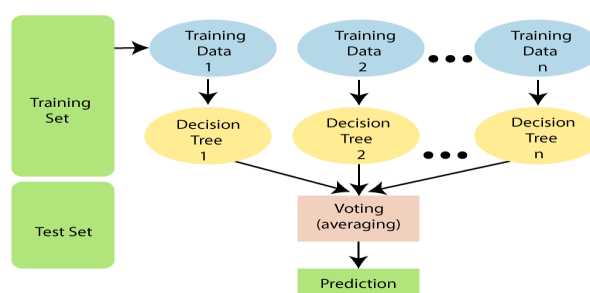 Training
Set
Test Set
Training
Data
1
Training
Data
2
Training
Data
n
Decision
Tree
1
Decision
Tree
2
Decision
Tree
n
Voting
(averaging)
Prediction